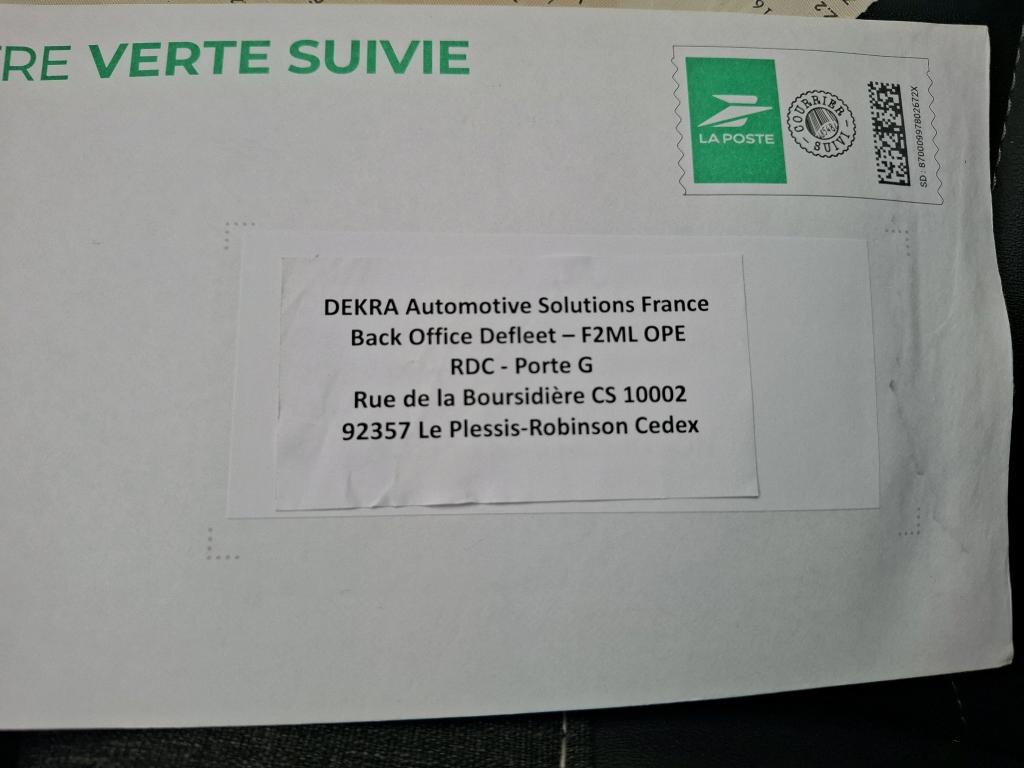 TRE VERTE SUIVIE
LA POSTE
COURRIER
SUIVI
SD : 87000997802672X
DEKRA Automotive Solutions France
Back Office Defleet – F2ML OPE
RDC - Porte G
Rue de la Boursidière CS 10002
92357 Le Plessis-Robinson Cedex